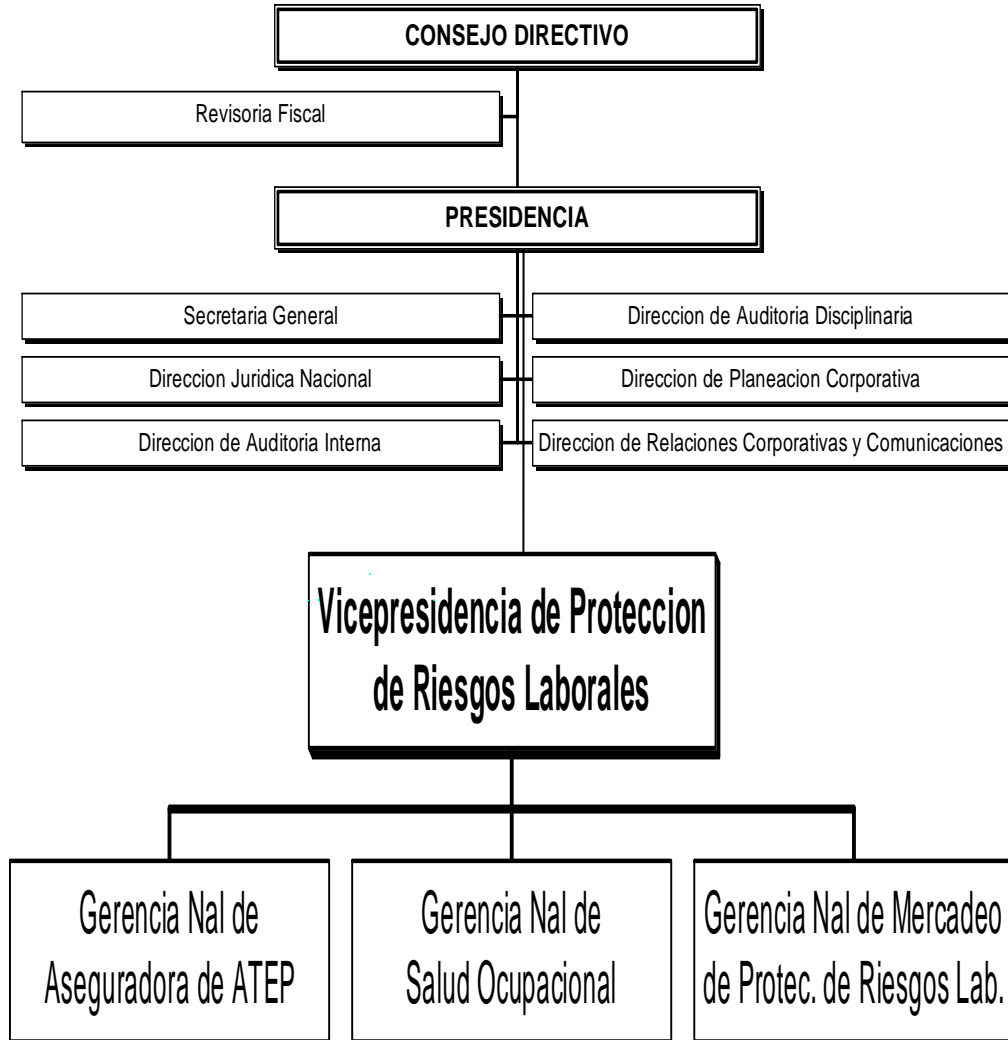 CONSEJO DIRECTIVO
Revisoria Fiscal
PRESIDENCIA
Secretaria General
Direccion de Auditoria Disciplinaria
Direccion Juridica Nacional
Direccion de Planeacion Corporativa
Direccion de Auditoria Interna
Direccion de Relaciones Corporativas y Comunicaciones
Vicepresidencia de Proteccion
de Riesgos Laborales
Gerencia Nal de
Aseguradora de ATEP
Gerencia Nal de
Salud Ocupacional
Gerencia Nal de Mercadeo
de Protec. de Riesgos Lab.